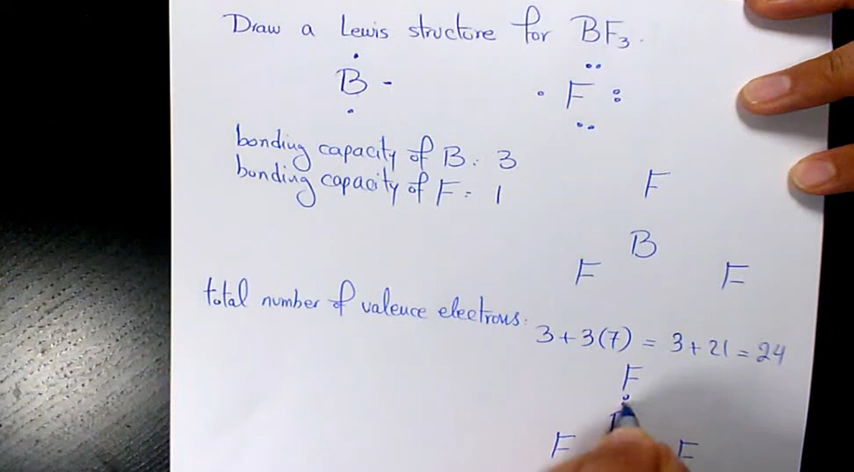 Draw a Lewis structure for BF₃.
B F
bonding capacity of B: 3
bonding capacity of F: 1
F
B
F F
total number of valence electrons:
3+3(7) = 3+21 = 24
F
F F